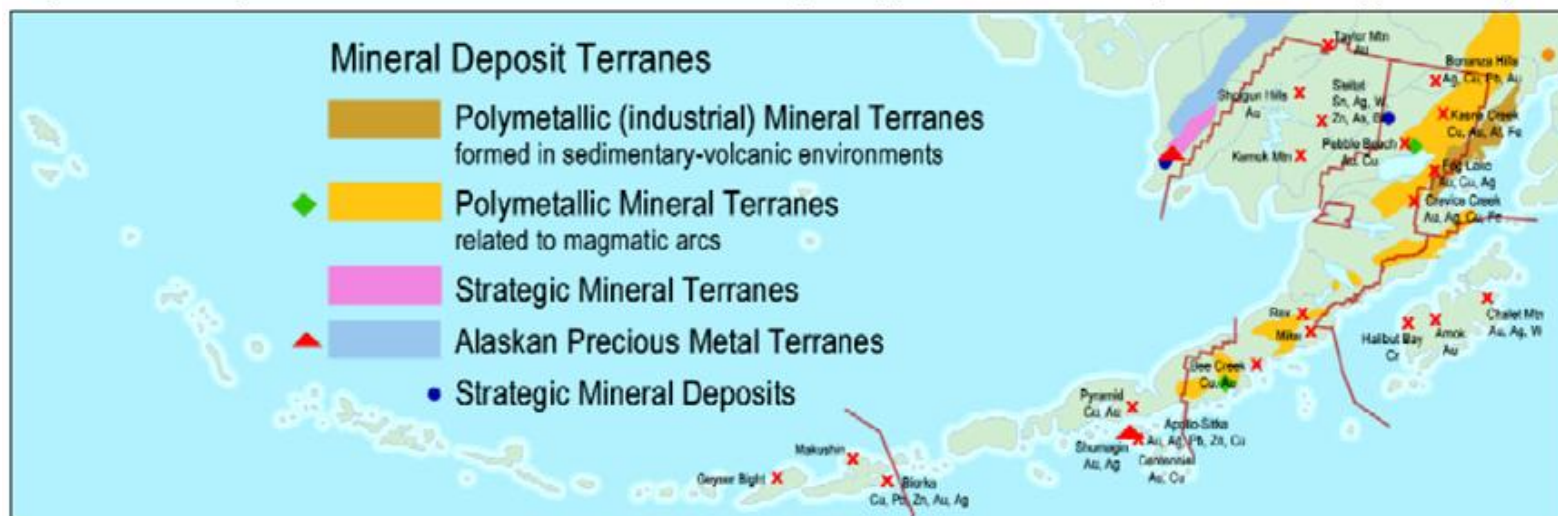 Mineral Deposit Terranes
Polymetallic (industrial) Mineral Terranes
formed in sedimentary-volcanic environments
Polymetallic Mineral Terranes
related to magmatic arcs
Strategic Mineral Terranes
Alaskan Precious Metal Terranes
Strategic Mineral Deposits
Taylor Mtn
Au
Bonanza Hills
Ag, Cu, Pb, Au
Shotgun Hills
Au
Sleitat
Sn, Ag, W,
Zn, As,
Kasna Creek
Cu, Au, Al, Fe
Pebble Beach
Au, Cu
Kemuk Mtn
Fog Lake
Au, Cu, Ag
Crevice Creek
Au, Ag, Cu, Fe
Rex
Mike
Chalet Mtn
Au, Ag, W
Halibut Bay
Cr
Amok
Au
Bee Creek
Cu, Au
Pyramid
Cu, Au
Apollo-Sitka
Au, Ag, Pb, Zn, Cu
Shumagin
Au, Ag
Centennial
Au, Cu
Makushin
Geyser Bight
Biorka
Cu, Pb, Zn, Au, Ag